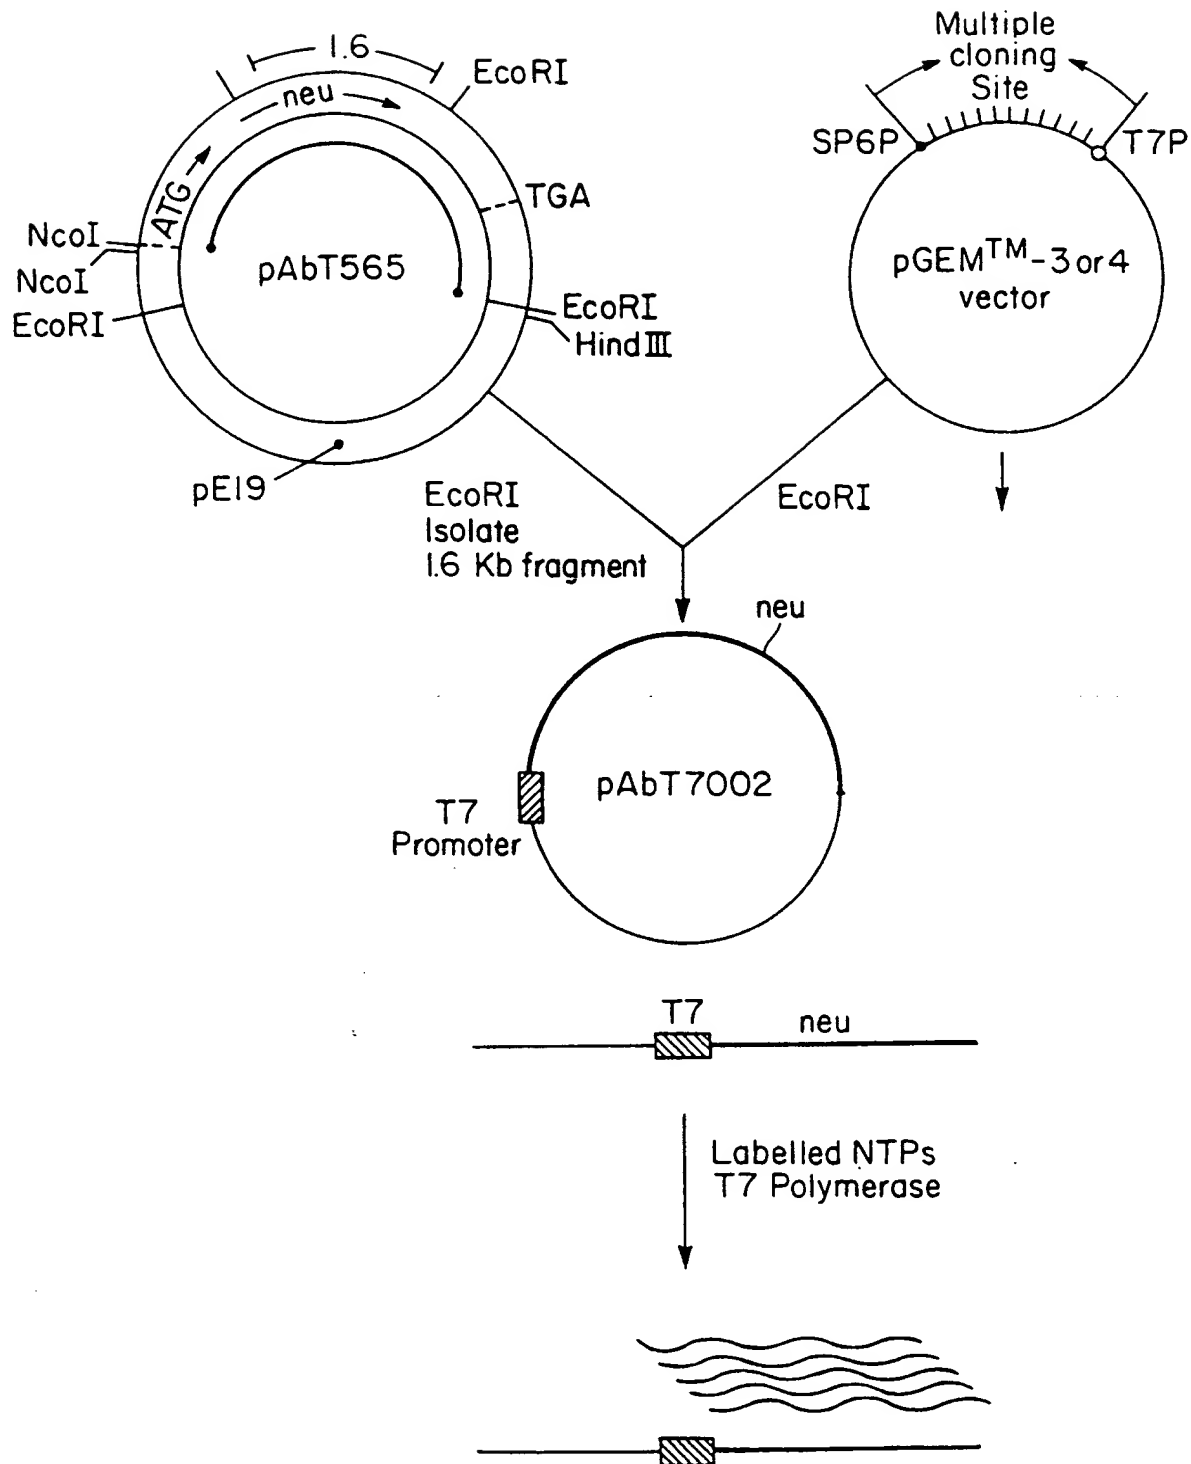 1.6
EcoRI
neu
ATG
TGA
NcoI
NcoI
EcoRI
pAbT565
EcoRI
Hind III
pE19
Multiple
cloning
Site
SP6P
T7P
pGEM™-3 or 4
vector
EcoRI
Isolate
1.6 Kb fragment
EcoRI
neu
pAbT7002
T7
Promoter
T7
neu
Labelled NTPs
T7 Polymerase